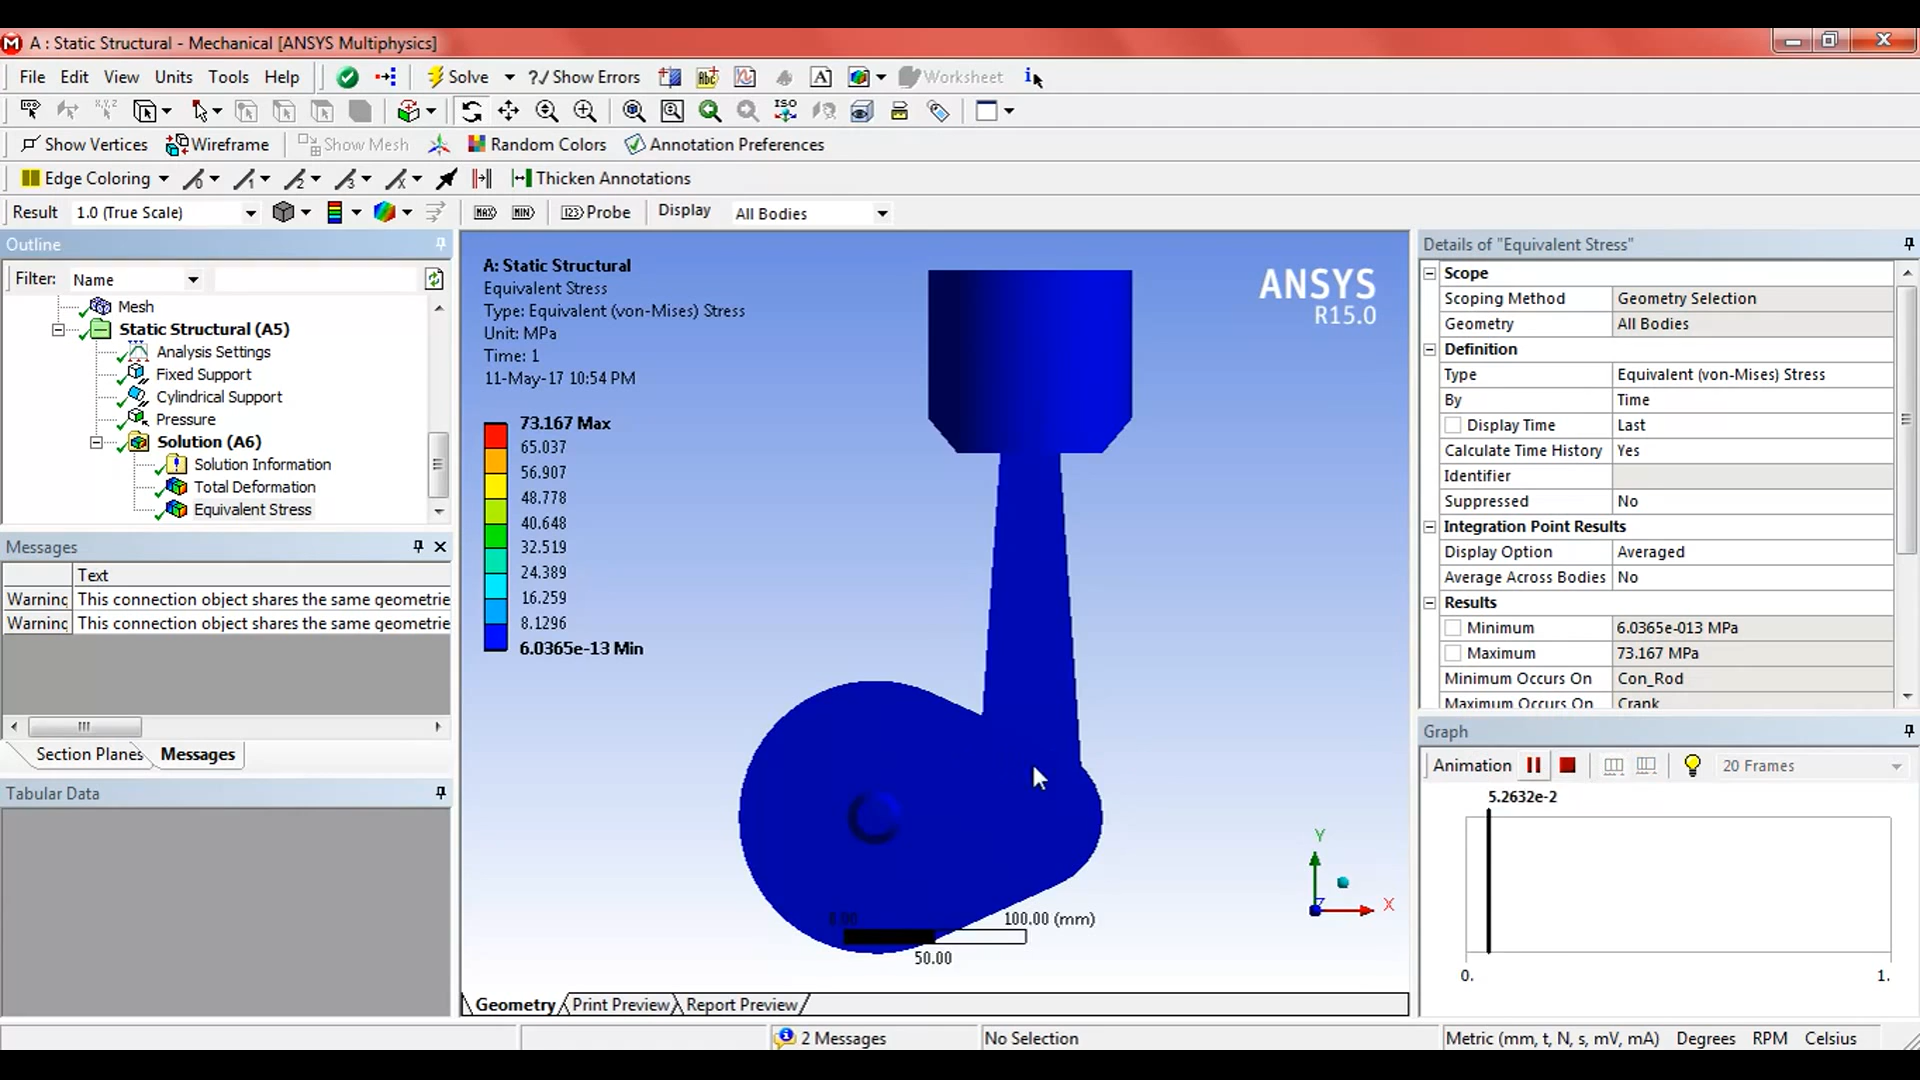 A : Static Structural - Mechanical [ANSYS Multiphysics]
File Edit View Units Tools Help Solve ?/ Show Errors Worksheet
Show Vertices Wireframe Show Mesh Random Colors Annotation Preferences
Edge Coloring Thicken Annotations
Result 1.0 (True Scale) MAX MIN Probe Display All Bodies
Outline
Filter: Name
Mesh
Static Structural (A5)
Analysis Settings
Fixed Support
Cylindrical Support
Pressure
Solution (A6)
Solution Information
Total Deformation
Equivalent Stress
Messages
Text
Warning This connection object shares the same geometrie
Warning This connection object shares the same geometrie
Section Planes Messages
Tabular Data
A: Static Structural
Equivalent Stress
Type: Equivalent (von-Mises) Stress
Unit: MPa
Time: 1
11-May-17 10:54 PM
73.167 Max
65.037
56.907
48.778
40.648
32.519
24.389
16.259
8.1296
6.0365e-13 Min
ANSYS
R15.0
0.00 100.00 (mm)
50.00
Y
X
Z
Geometry Print Preview Report Preview
Details of "Equivalent Stress"
Scope
Scoping Method Geometry Selection
Geometry All Bodies
Definition
Type Equivalent (von-Mises) Stress
By Time
Display Time Last
Calculate Time History Yes
Identifier
Suppressed No
Integration Point Results
Display Option Averaged
Average Across Bodies No
Results
Minimum 6.0365e-013 MPa
Maximum 73.167 MPa
Minimum Occurs On Con_Rod
Maximum Occurs On Crank
Graph
Animation 20 Frames
5.2632e-2
0. 1.
2 Messages No Selection Metric (mm, t, N, s, mV, mA) Degrees RPM Celsius